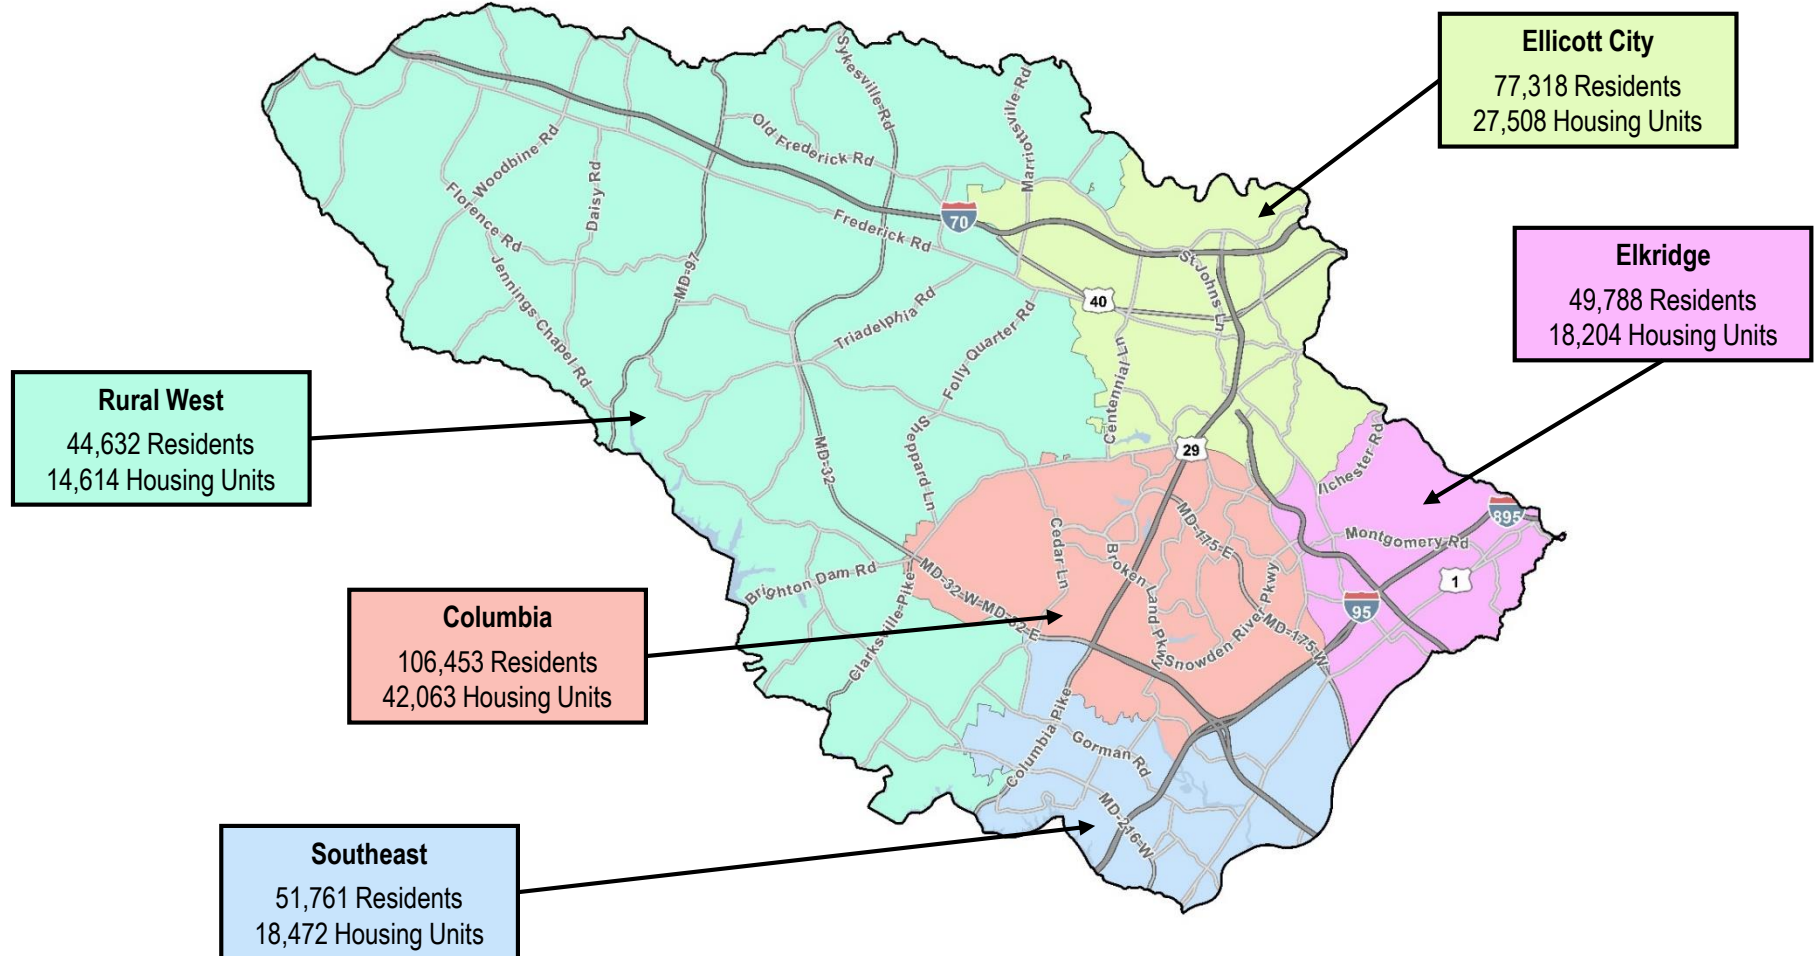 Ellicott City
77,318 Residents
27,508 Housing Units
Elkridge
49,788 Residents
18,204 Housing Units
Rural West
44,632 Residents
14,614 Housing Units
Columbia
106,453 Residents
42,063 Housing Units
Southeast
51,761 Residents
18,472 Housing Units
Sykesville Rd
Marriottsville Rd
Old Frederick Rd
Woodbine Rd
Daisy Rd
Florence Rd
Frederick Rd
70
St Johns Ln
Jennings Chapel Rd
MD-97
40
Triadelphia Rd
Folly Quarter Rd
Centennial Ln
Sheppard Ln
MD-32
29
Ilchester Rd
895
Montgomery Rd
1
95
Cedar Ln
MD-175-E
Broken Land Pkwy
Snowden River Pkwy
MD-175-W
Brighton Dam Rd
MD-32-W-MD-32-E
Clarksville Pike
Columbia Pike
Gorman Rd
MD-216-W